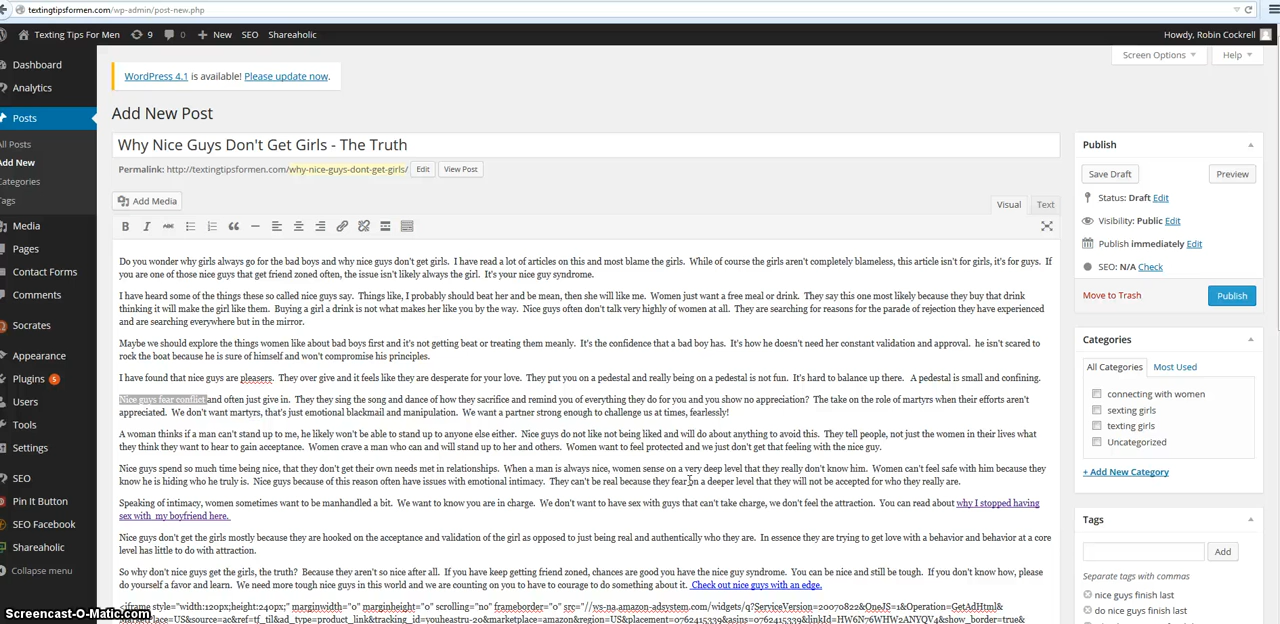 textingtipsformen.com/wp-admin/post-new.php
Texting Tips For Men 9 0 New SEO Shareaholic Howdy, Robin Cockrell
Screen Options Help
Dashboard
Analytics
Posts
All Posts
Add New
Categories
Tags
Media
Pages
Contact Forms
Comments
Socrates
Appearance
Plugins 5
Users
Tools
Settings
SEO
Pin It Button
SEO Facebook
Shareaholic
Collapse menu
WordPress 4.1 is available! Please update now.
Add New Post
Why Nice Guys Don't Get Girls - The Truth
Permalink: http://textingtipsformen.com/why-nice-guys-dont-get-girls/ Edit View Post
Add Media Visual Text
B I ABC
Do you wonder why girls always go for the bad boys and why nice guys don't get girls. I have read a lot of articles on this and most blame the girls. While of course the girls aren't completely blameless, this article isn't for girls, it's for guys. If
you are one of those nice guys that get friend zoned often, the issue isn't likely always the girl. It's your nice guy syndrome.
I have heard some of the things these so called nice guys say. Things like, I probably should beat her and be mean, then she will like me. Women just want a free meal or drink. They say this one most likely because they buy that drink
thinking it will make the girl like them. Buying a girl a drink is not what makes her like you by the way. Nice guys often don't talk very highly of women at all. They are searching for reasons for the parade of rejection they have experienced
and are searching everywhere but in the mirror.
Maybe we should explore the things women like about bad boys first and it's not getting beat or treating them meanly. It's the confidence that a bad boy has. It's how he doesn't need her constant validation and approval. he isn't scared to
rock the boat because he is sure of himself and won't compromise his principles.
I have found that nice guys are pleasers. They over give and it feels like they are desperate for your love. They put you on a pedestal and really being on a pedestal is not fun. It's hard to balance up there. A pedestal is small and confining.
Nice guys fear conflict and often just give in. They they sing the song and dance of how they sacrifice and remind you of everything they do for you and you show no appreciation? The take on the role of martyrs when their efforts aren't
appreciated. We don't want martyrs, that's just emotional blackmail and manipulation. We want a partner strong enough to challenge us at times, fearlessly!
A woman thinks if a man can't stand up to me, he likely won't be able to stand up to anyone else either. Nice guys do not like not being liked and will do about anything to avoid this. They tell people, not just the women in their lives what
they think they want to hear to gain acceptance. Women crave a man who can and will stand up to her and others. Women want to feel protected and we just don't get that feeling with the nice guy.
Nice guys spend so much time being nice, that they don't get their own needs met in relationships. When a man is always nice, women sense on a very deep level that they really don't know him. Women can't feel safe with him because they
know he is hiding who he truly is. Nice guys because of this reason often have issues with emotional intimacy. They can't be real because they fear on a deeper level that they will not be accepted for who they really are.
Speaking of intimacy, women sometimes want to be manhandled a bit. We want to know you are in charge. We don't want to have sex with guys that can't take charge, we don't feel the attraction. You can read about why I stopped having
sex with my boyfriend here.
Nice guys don't get the girls mostly because they are hooked on the acceptance and validation of the girl as opposed to just being real and authentically who they are. In essence they are trying to get love with a behavior and behavior at a core
level has little to do with attraction.
So why don't nice guys get the girls, the truth? Because they aren't so nice after all. If you have keep getting friend zoned, chances are good you have the nice guy syndrome. You can be nice and still be tough. If you don't know how, please
do yourself a favor and learn. We need more tough nice guys in this world and we are counting on you to have to courage to do something about it. Check out nice guys with an edge.
<iframe style="width:120px;height:240px;" marginwidth="0" marginheight="0" scrolling="no" frameborder="0" src="//ws-na.amazon-adsystem.com/widgets/q?ServiceVersion=20070822&OneJS=1&Operation=GetAdHtml&
Publish
Save Draft Preview
Status: Draft Edit
Visibility: Public Edit
Publish immediately Edit
SEO: N/A Check
Move to Trash Publish
Categories
All Categories Most Used
connecting with women
sexting girls
texting girls
Uncategorized
+ Add New Category
Tags
Add
Separate tags with commas
nice guys finish last
do nice guys finish last
Screencast-O-Matic.com